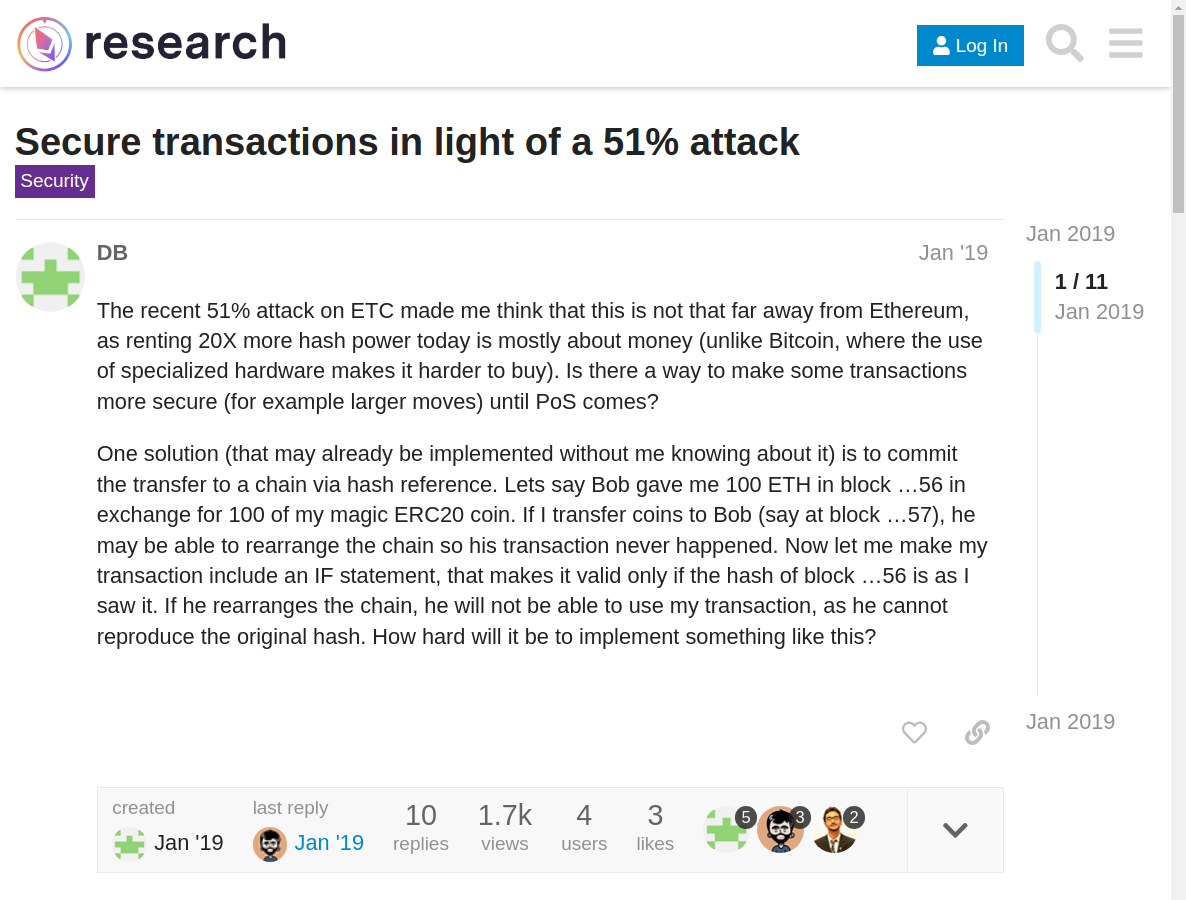 research
Log In
Secure transactions in light of a 51% attack
Security
DB
Jan '19
The recent 51% attack on ETC made me think that this is not that far away from Ethereum,
as renting 20X more hash power today is mostly about money (unlike Bitcoin, where the use
of specialized hardware makes it harder to buy). Is there a way to make some transactions
more secure (for example larger moves) until PoS comes?
One solution (that may already be implemented without me knowing about it) is to commit
the transfer to a chain via hash reference. Lets say Bob gave me 100 ETH in block …56 in
exchange for 100 of my magic ERC20 coin. If I transfer coins to Bob (say at block …57), he
may be able to rearrange the chain so his transaction never happened. Now let me make my
transaction include an IF statement, that makes it valid only if the hash of block …56 is as I
saw it. If he rearranges the chain, he will not be able to use my transaction, as he cannot
reproduce the original hash. How hard will it be to implement something like this?
Jan 2019
1 / 11
Jan 2019
Jan 2019
created
Jan '19
last reply
Jan '19
10
replies
1.7k
views
4
users
3
likes
5
3
2